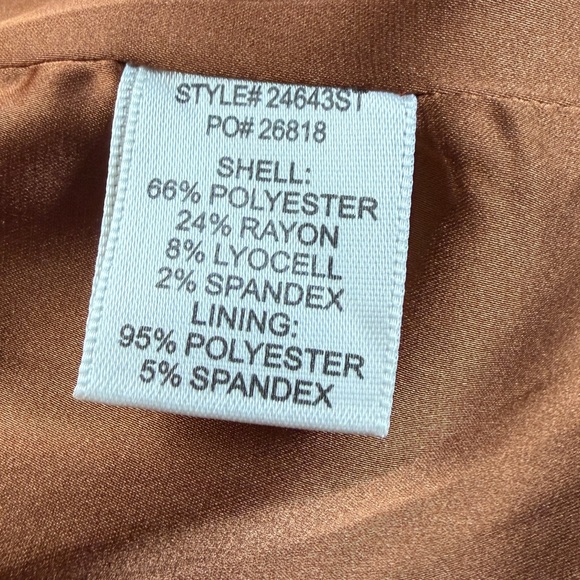 STYLE# 24643ST
PO# 26818
SHELL:
66% POLYESTER
24% RAYON
8% LYOCELL
2% SPANDEX
LINING:
95% POLYESTER
5% SPANDEX